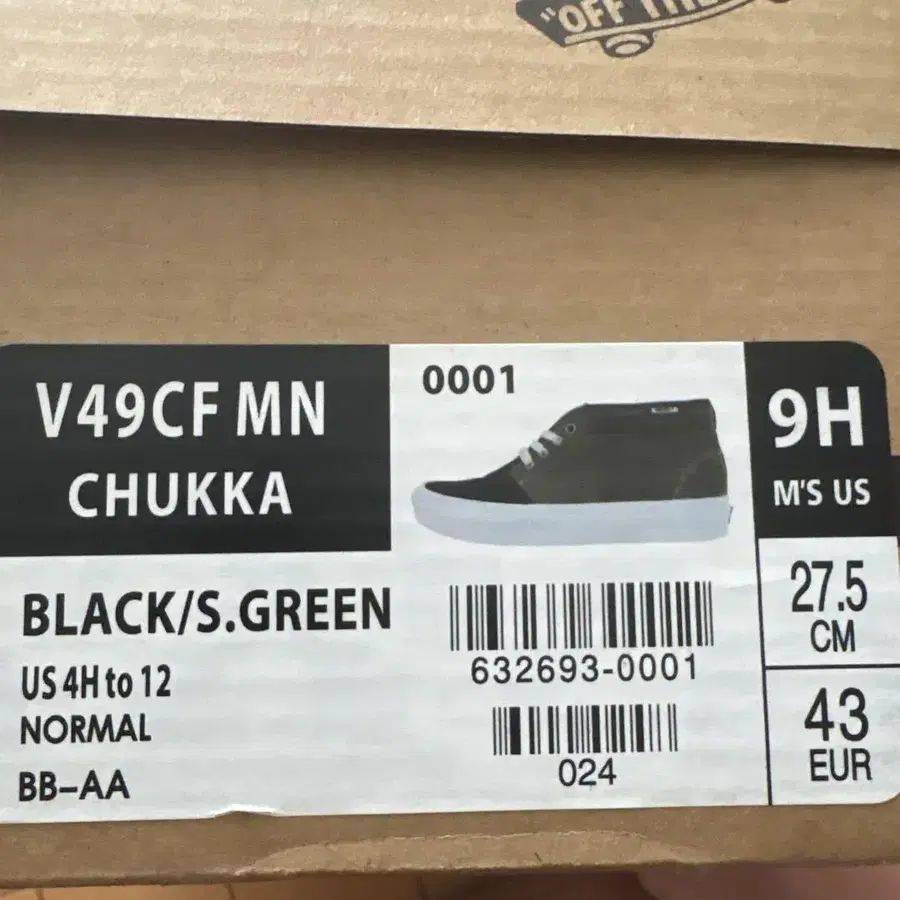 "OFF THE
V49CF MN
CHUKKA
0001
9H
M'S US
BLACK/S.GREEN
US 4H to 12
NORMAL
BB-AA
632693-0001
024
27.5
CM
43
EUR